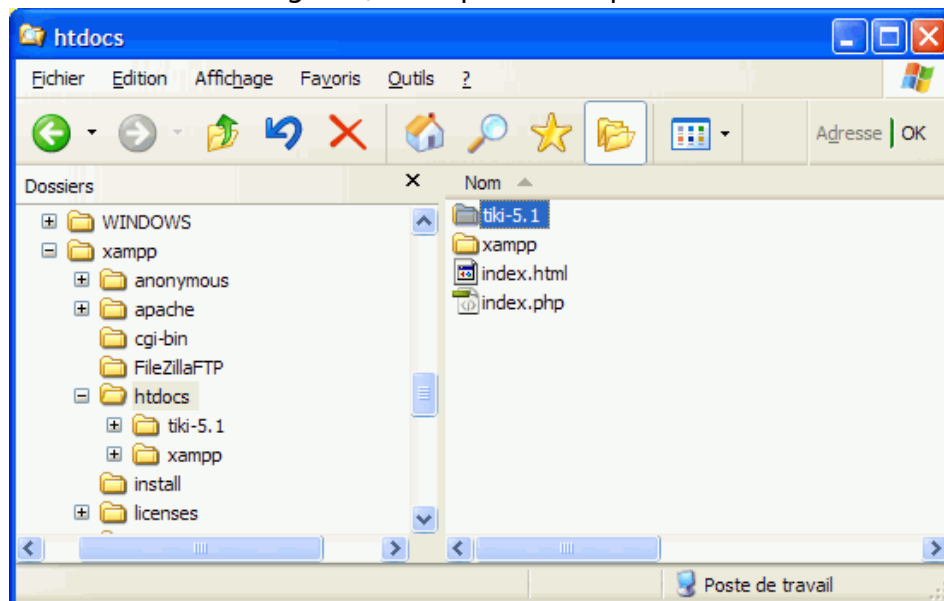 htdocs
Fichier Edition Affichage Favoris Outils ?
Adresse OK
Dossiers
Nom
WINDOWS
xampp
anonymous
apache
cgi-bin
FileZillaFTP
htdocs
tiki-5.1
xampp
install
licenses
tiki-5.1
xampp
index.html
index.php
Poste de travail